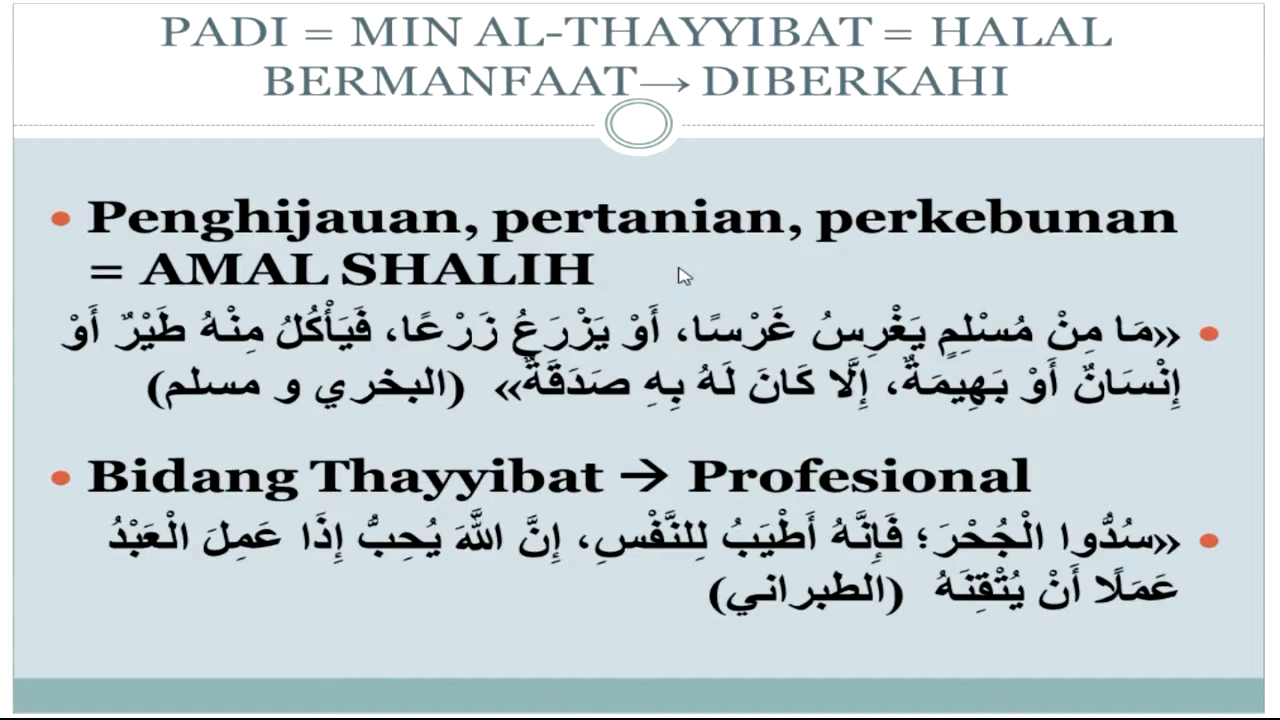 PADI = MIN AL-THAYYIBAT = HALAL
BERMANFAAT→ DIBERKAHI
• Penghijauan, pertanian, perkebunan
= AMAL SHALIH
• «مَا مِنْ مُسْلِمٍ يَغْرِسُ غَرْسًا، أَوْ يَزْرَعُ زَرْعًا، فَيَأْكُلُ مِنْهُ طَيْرٌ أَوْ
إِنْسَانٌ أَوْ بَهِيمَةٌ، إِلَّا كَانَ لَهُ بِهِ صَدَقَةٌ» (البخري و مسلم)
• Bidang Thayyibat → Profesional
• «سُدُّوا الْجُحْرَ؛ فَإِنَّهُ أَطْيَبُ لِلنَّفْسِ، إِنَّ اللَّهَ يُحِبُّ إِذَا عَمِلَ الْعَبْدُ
عَمَلًا أَنْ يُتْقِنَهُ (الطبراني)